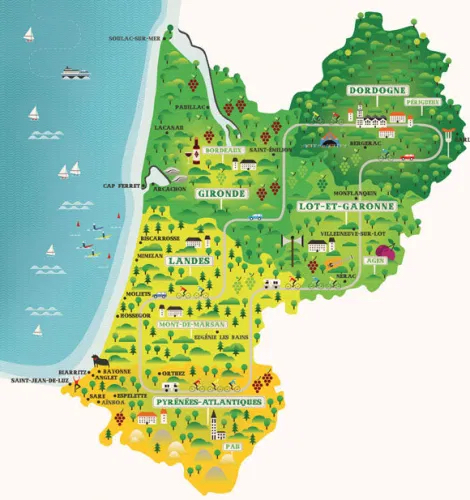 SOULAC-SUR-MER
DORDOGNE
PÉRIGUEUX
PAUILLAC
LACANAU
BORDEAUX
SAINT-ÉMILION
BERGERAC
CAP FERRET
ARCACHON
GIRONDE
MONFLANQUIN
LOT-ET-GARONNE
VILLENEUVE-SUR-LOT
BISCARROSSE
MIMIZAN
LANDES
AGEN
NÉRAC
MOLIETS
HOSSEGOR
MONT-DE-MARSAN
EUGÉNIE LES BAINS
BIARRITZ
BAYONNE
ANGLET
ORTHEZ
SAINT-JEAN-DE-LUZ
SARE
ESPELETTE
AÏNHOA
PYRÉNÉES-ATLANTIQUES
PAU